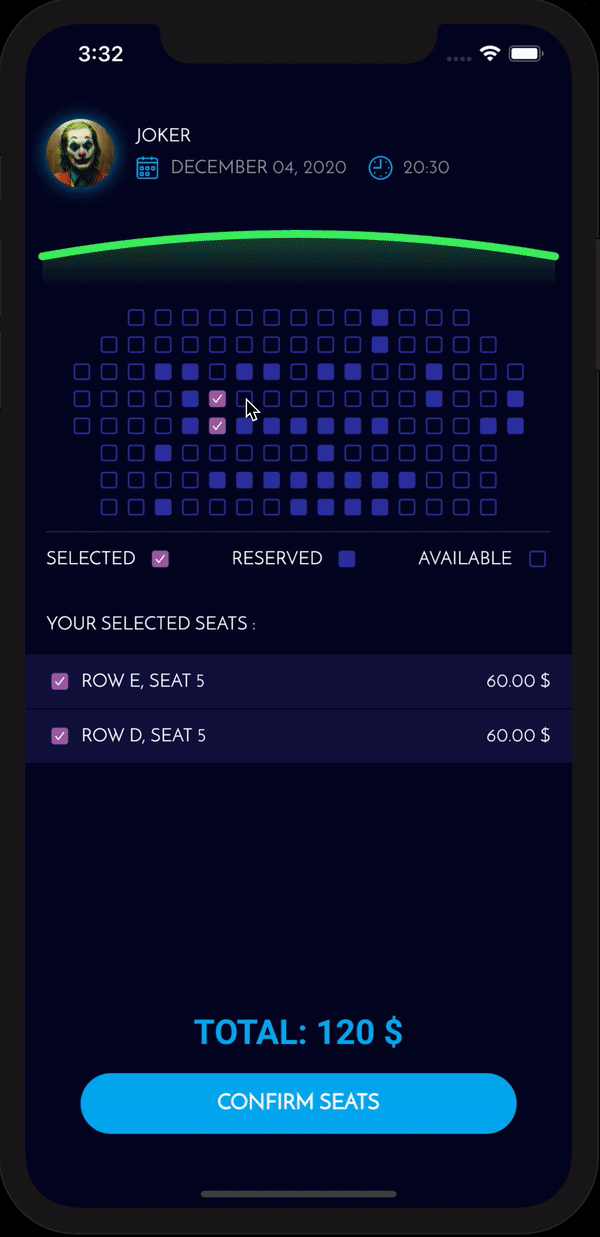 3:32
JOKER
DECEMBER 04, 2020 20:30
SELECTED RESERVED AVAILABLE
YOUR SELECTED SEATS :
ROW E, SEAT 5 60.00 $
ROW D, SEAT 5 60.00 $
TOTAL: 120 $
CONFIRM SEATS